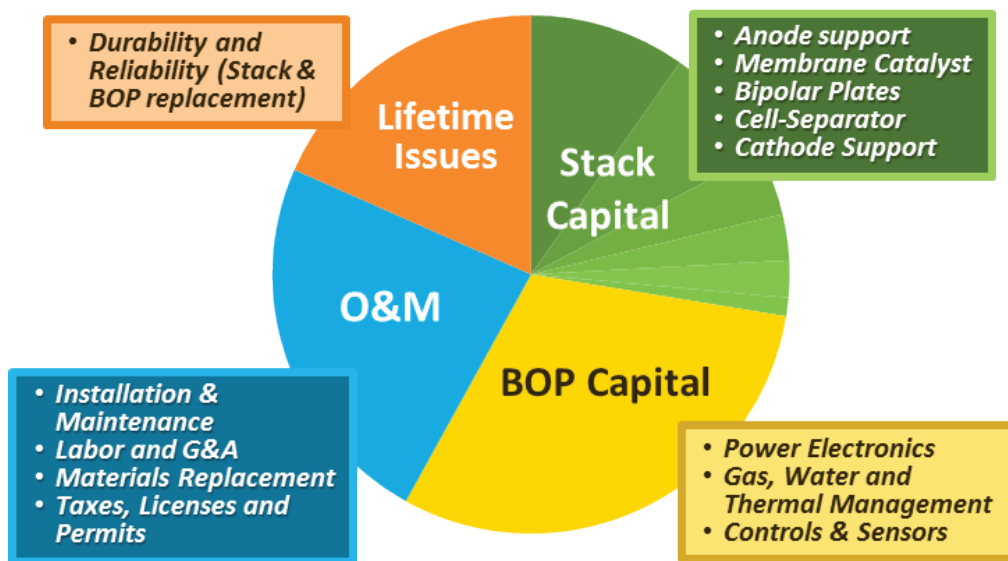 • Durability and
Reliability (Stack &
BOP replacement)
Lifetime
Issues
Stack
Capital
• Anode support
• Membrane Catalyst
• Bipolar Plates
• Cell-Separator
• Cathode Support
O&M
BOP Capital
• Installation &
Maintenance
• Labor and G&A
• Materials Replacement
• Taxes, Licenses and
Permits
• Power Electronics
• Gas, Water and
Thermal Management
• Controls & Sensors